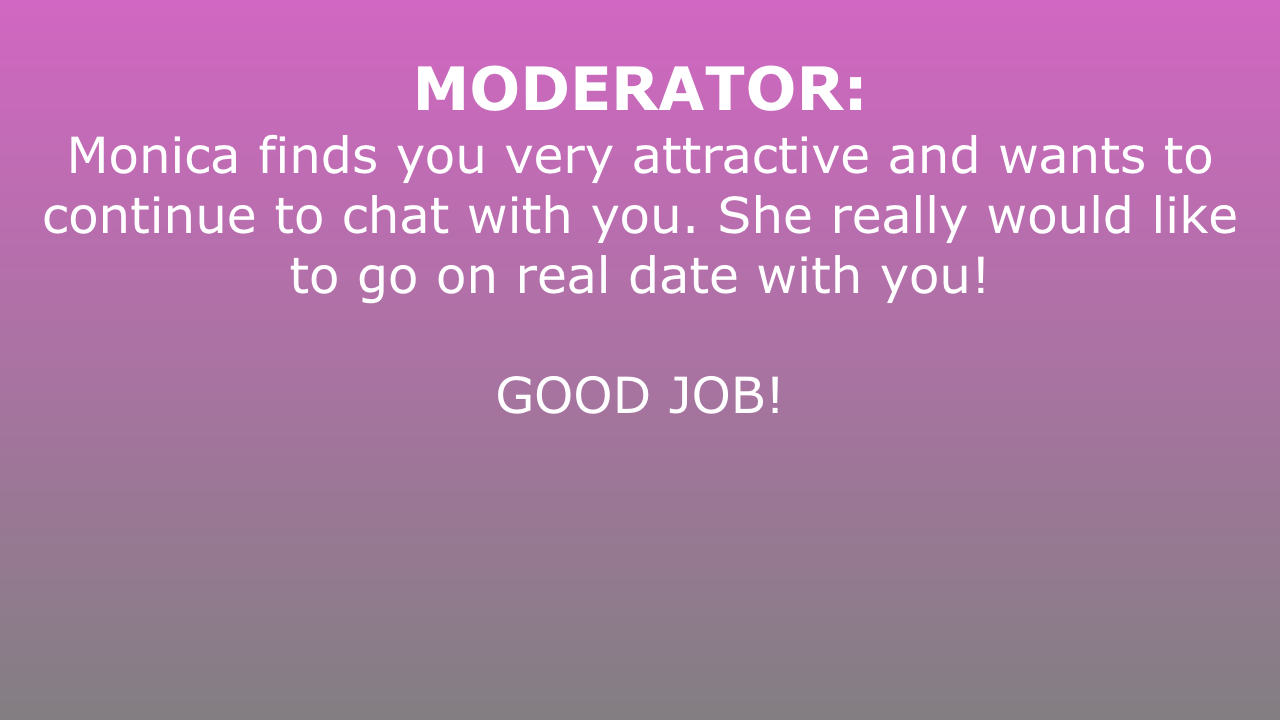 MODERATOR:
Monica finds you very attractive and wants to
continue to chat with you. She really would like
to go on real date with you!
GOOD JOB!